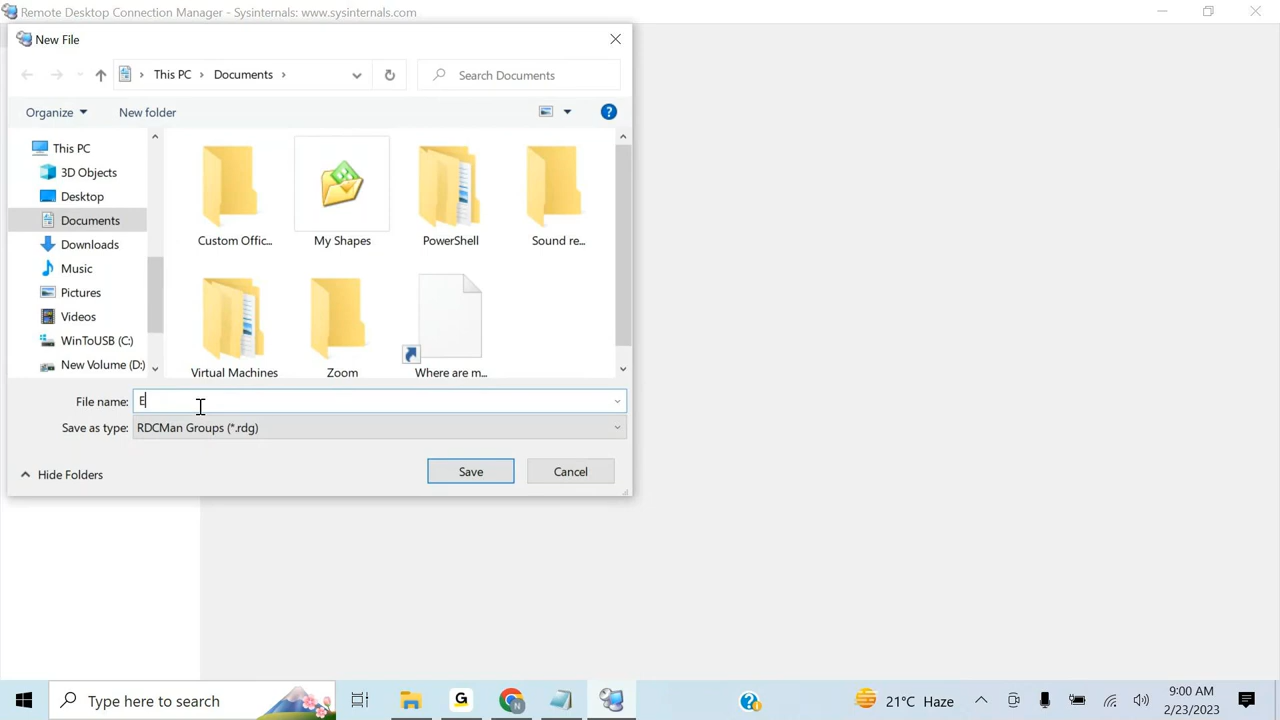 Remote Desktop Connection Manager - Sysinternals: www.sysinternals.com
New File
This PC > Documents >
Search Documents
Organize
New folder
This PC
3D Objects
Desktop
Documents
Downloads
Music
Pictures
Videos
WinToUSB (C:)
New Volume (D:)
Custom Offic...
My Shapes
PowerShell
Sound re...
Virtual Machines
Zoom
Where are m...
File name: E
Save as type: RDCMan Groups (*.rdg)
Hide Folders
Save
Cancel
Type here to search
21°C Haze
9:00 AM
2/23/2023